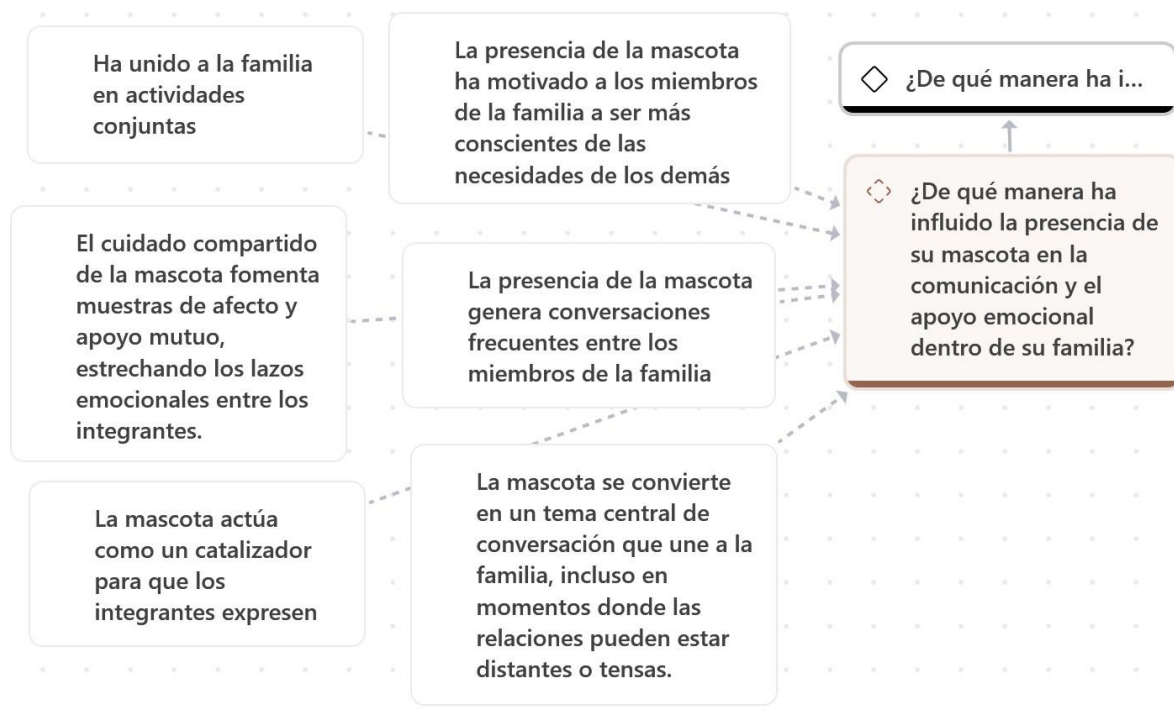 Ha unido a la familia
en actividades
conjuntas
La presencia de la mascota
ha motivado a los miembros
de la familia a ser más
conscientes de las
necesidades de los demás
¿De qué manera ha i...
¿De qué manera ha
influido la presencia de
su mascota en la
comunicación y el
apoyo emocional
dentro de su familia?
El cuidado compartido
de la mascota fomenta
muestras de afecto y
apoyo mutuo,
estrechando los lazos
emocionales entre los
integrantes.
La presencia de la mascota
genera conversaciones
frecuentes entre los
miembros de la familia
La mascota actúa
como un catalizador
para que los
integrantes expresen
La mascota se convierte
en un tema central de
conversación que une a la
familia, incluso en
momentos donde las
relaciones pueden estar
distantes o tensas.